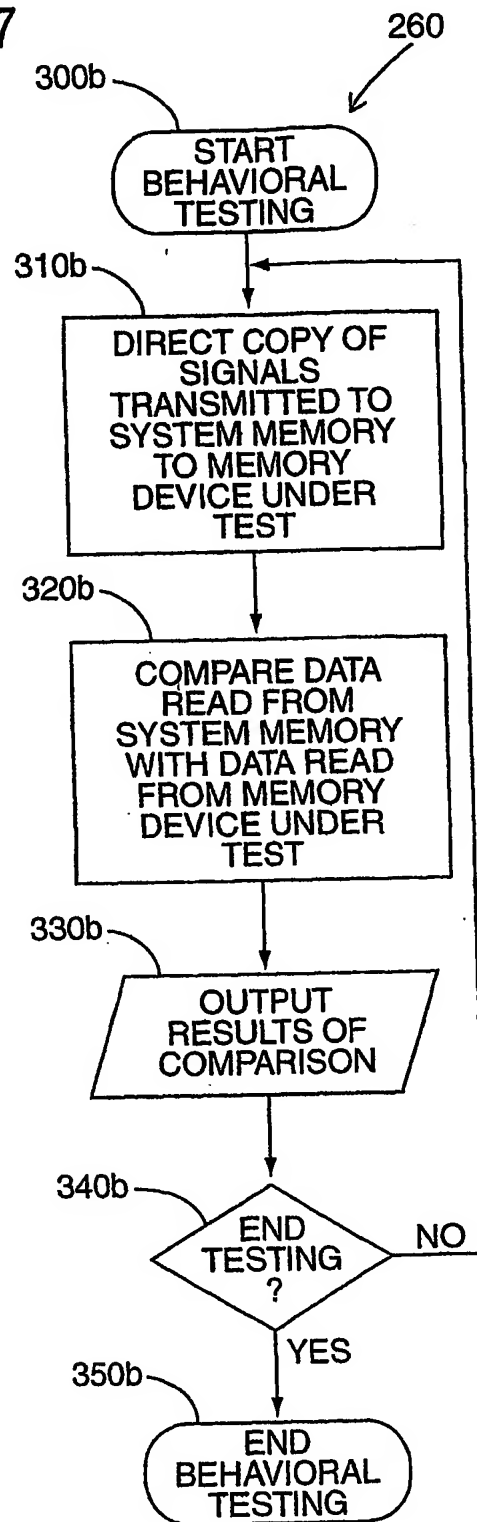 7
260
300b
START
BEHAVIORAL
TESTING
310b
DIRECT COPY OF
SIGNALS
TRANSMITTED TO
SYSTEM MEMORY
TO MEMORY
DEVICE UNDER
TEST
320b
COMPARE DATA
READ FROM
SYSTEM MEMORY
WITH DATA READ
FROM MEMORY
DEVICE UNDER
TEST
330b
OUTPUT
RESULTS OF
COMPARISON
340b
END
TESTING
?
NO
YES
350b
END
BEHAVIORAL
TESTING